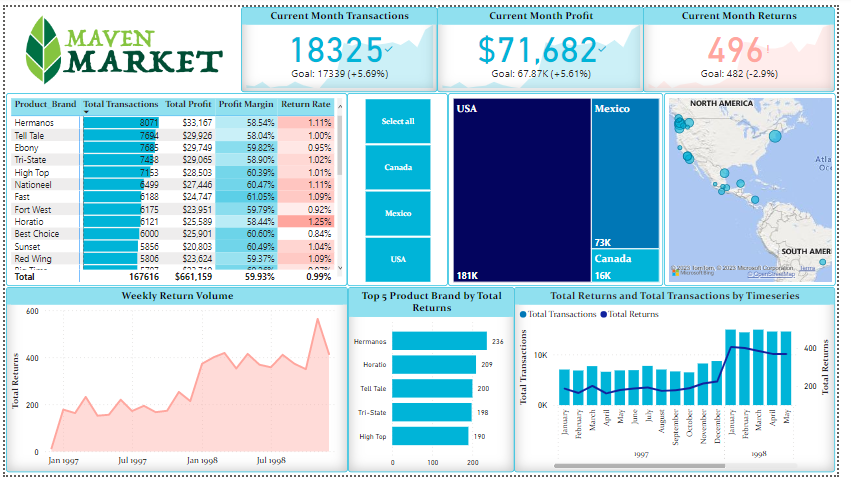 MAVEN
MARKET
Current Month Transactions
18325
Goal: 17339 (+5.69%)
Current Month Profit
$71,682
Goal: 67.87K (+5.61%)
Current Month Returns
496
Goal: 482 (-2.9%)
Product Brand Total Transactions Total Profit Profit Margin Return Rate
Hermanos 8071 $33,167 58.54% 1.11%
Tell Tale 7694 $29,926 58.04% 1.00%
Ebony 7685 $29,749 59.82% 0.95%
Tri-State 7438 $29,065 58.90% 1.02%
High Top 7153 $28,503 60.39% 1.01%
Nationeel 6499 $27,446 60.47% 1.11%
Fast 6188 $24,747 61.05% 1.09%
Fort West 6175 $23,951 59.79% 0.92%
Horatio 6121 $25,589 58.44% 1.25%
Best Choice 6000 $25,901 60.60% 0.84%
Sunset 5856 $20,803 60.49% 1.04%
Red Wing 5806 $23,624 59.37% 1.09%
Total 167616 $661,159 59.93% 0.99%
Select all
Canada
Mexico
USA
USA
181K
Mexico
73K
Canada
16K
NORTH AMERICA
SOUTH AMER
© 2023 TomTom, © 2023 Microsoft Corporation, Terms
© OpenStreetMap
Weekly Return Volume
Total Returns
600
400
200
0
Jan 1997
Jul 1997
Jan 1998
Jul 1998
Top 5 Product Brand by Total
Returns
Hermanos 236
Horatio 209
Tell Tale 200
Tri-State 198
High Top 190
0 100 200
Total Returns and Total Transactions by Timeseries
Total Transactions Total Returns
Total Transactions
10K
0K
400
200
Total Returns
January
February
March
April
May
June
July
August
September
October
November
December
January
February
March
April
May
1997
1998